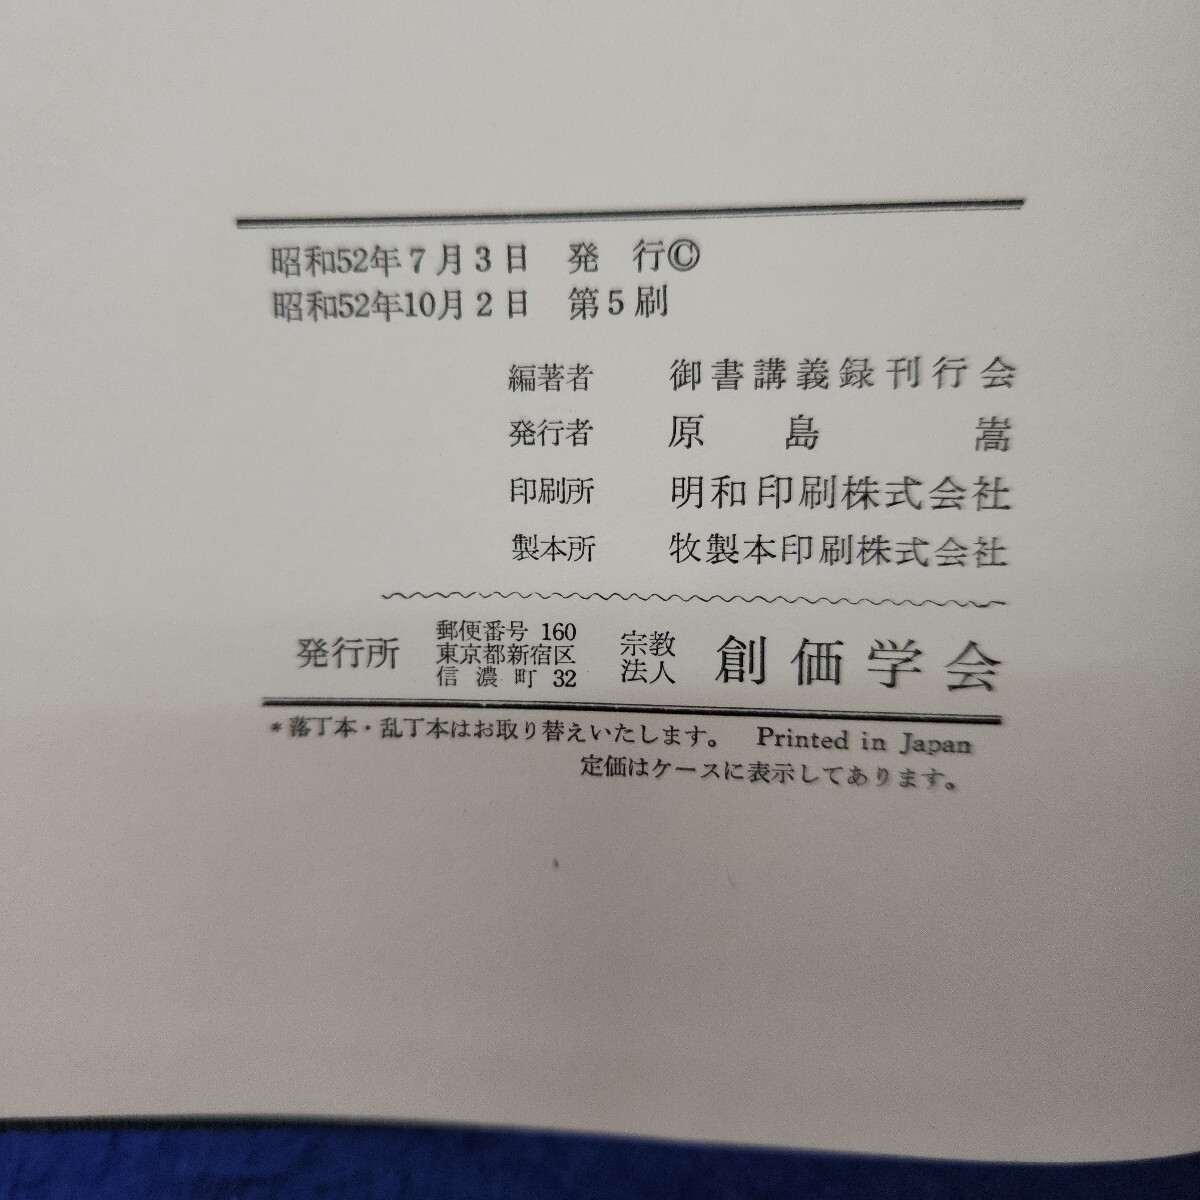 昭和52年7月3日 発 行©
昭和52年10月2日 第5刷
編著者 御書講義録刊行会
発行者 原島 嵩
印刷所 明和印刷株式会社
製本所 牧製本印刷株式会社
発行所 郵便番号 160 東京都新宿区 信濃町 32 宗教法人 創価学会
*落丁本・乱丁本はお取り替えいたします。 Printed in Japan
定価はケースに表示してあります。